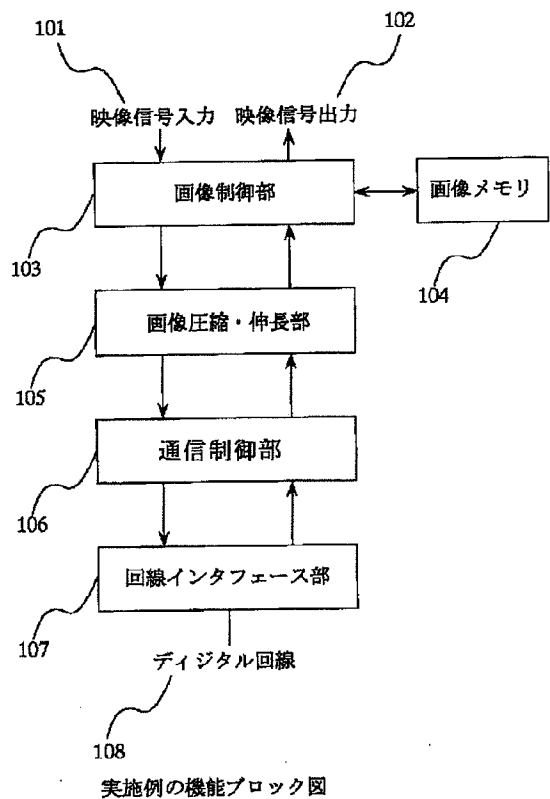 101
102
映像信号入力
映像信号出力
画像制御部
画像メモリ
103
104
画像圧縮・伸長部
105
通信制御部
106
回線インタフェース部
107
ディジタル回線
108
実施例の機能ブロック図